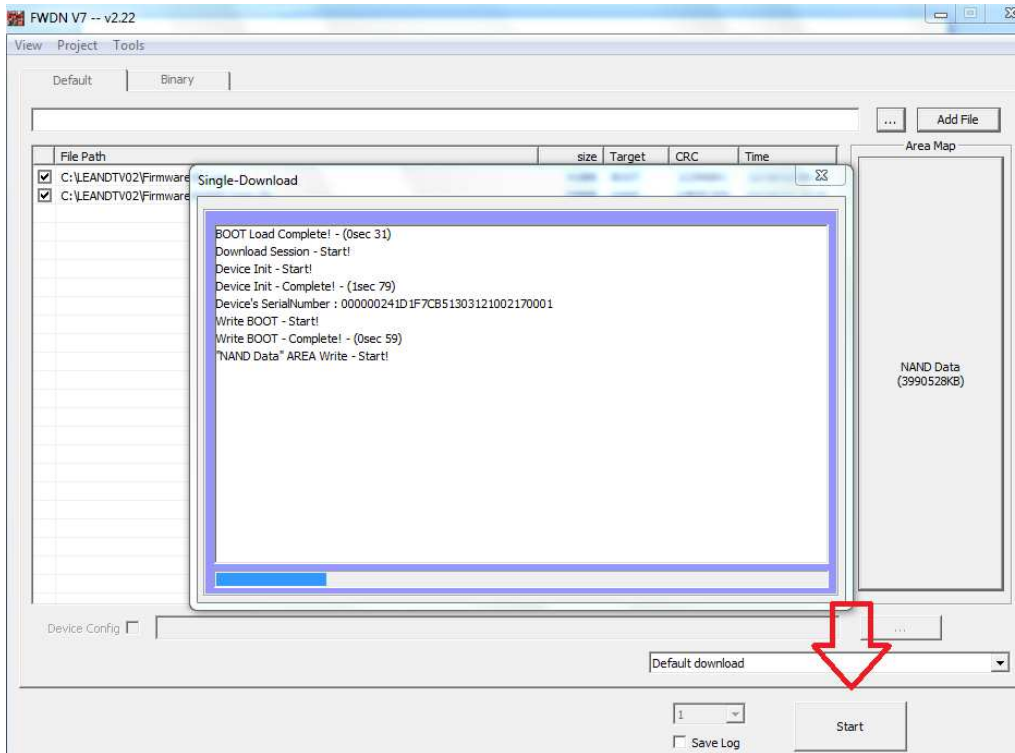 FWDN V7 -- v2.22
View Project Tools
Default Binary
... Add File
File Path size Target CRC Time
Area Map
C:\LEANDTV02\Firmware
C:\LEANDTV02\Firmware
Single-Download
BOOT Load Complete! - (0sec 31)
Download Session - Start!
Device Init - Start!
Device Init - Complete! - (1sec 79)
Device's SerialNumber : 000000241D1F7CB51303121002170001
Write BOOT - Start!
Write BOOT - Complete! - (0sec 59)
"NAND Data" AREA Write - Start!
NAND Data
(3990528KB)
Device Config ...
Default download
1
Save Log
Start